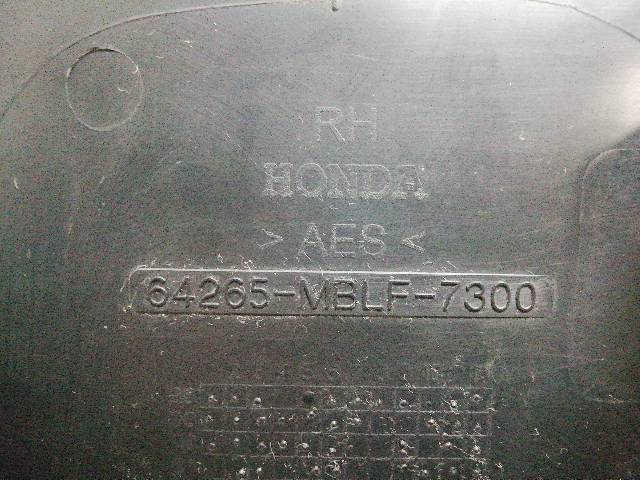 RH
HONDA
> AES <
64265-MBLF-7300